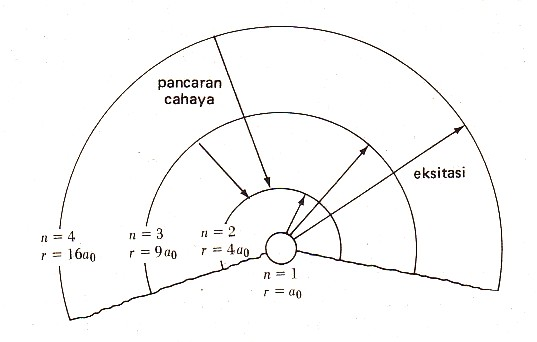 pancaran
cahaya
eksitasi
n = 4
r = 16a₀
n = 3
r = 9a₀
n = 2
r = 4a₀
n = 1
r = a₀